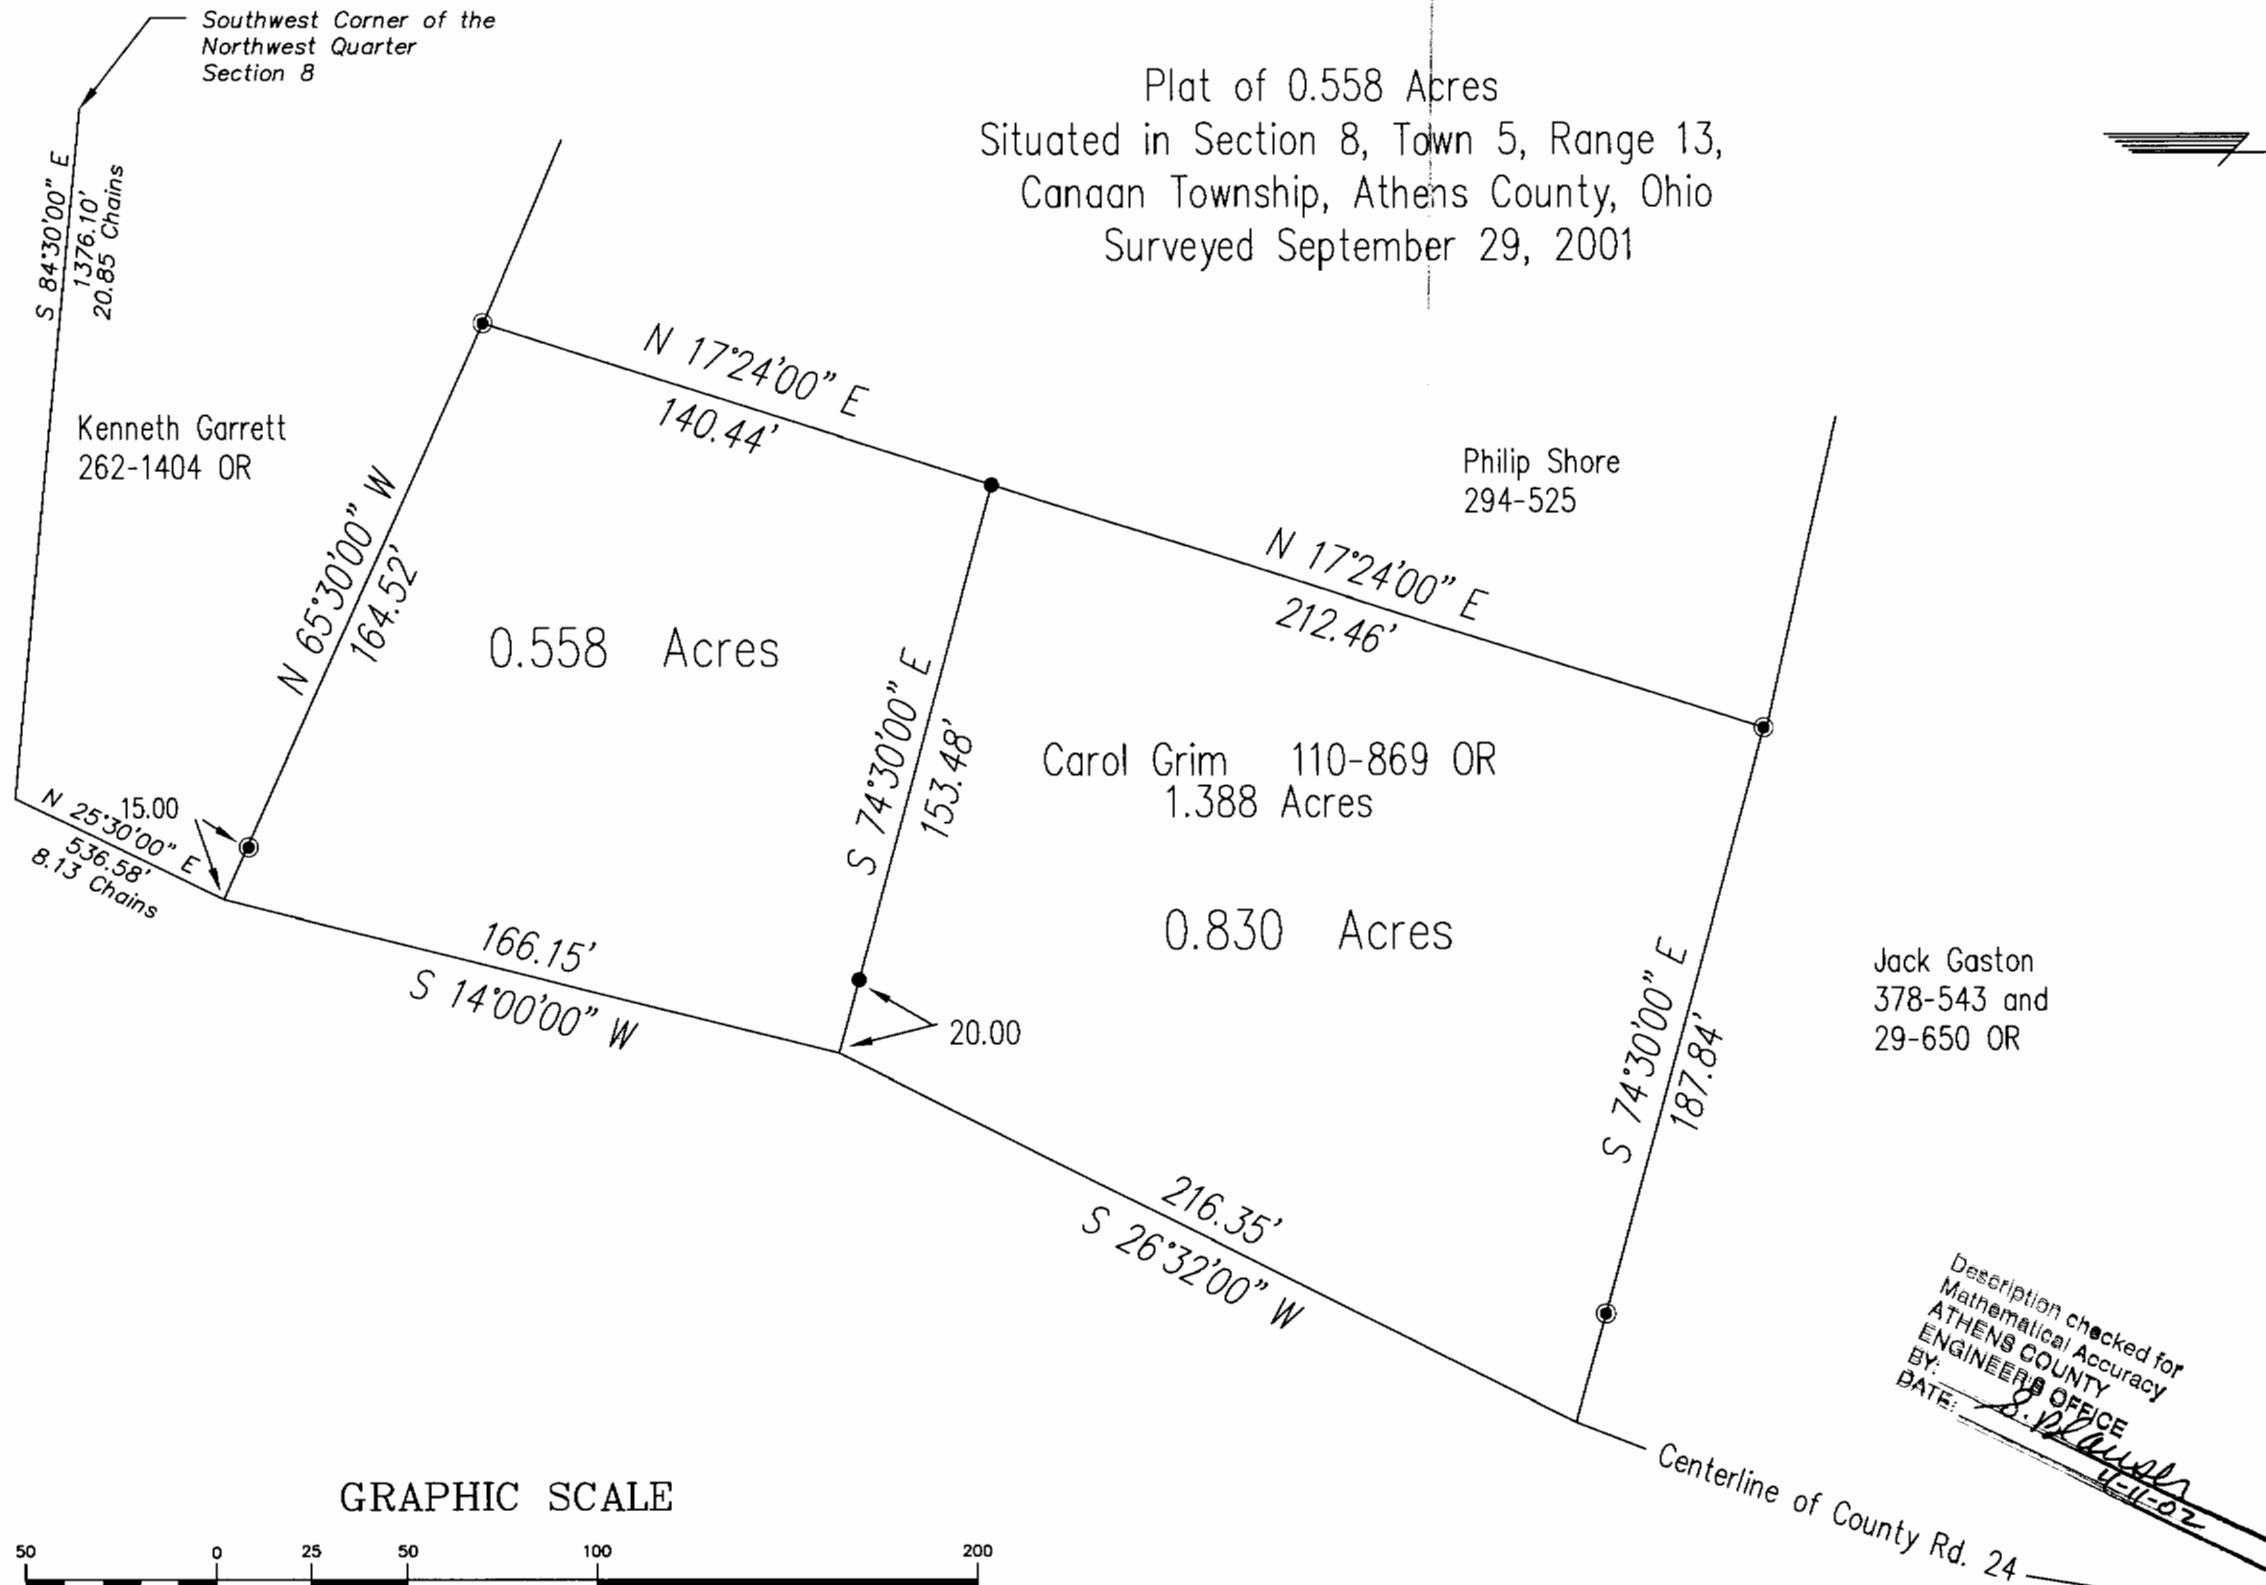 Southwest Corner of the
Northwest Quarter
Section 8
Plat of 0.558 Acres
Situated in Section 8, Town 5, Range 13,
Canaan Township, Athens County, Ohio
Surveyed September 29, 2001
S 84°30'00" E
1376.10'
20.85 Chains
Kenneth Garrett
262-1404 OR
N 17°24'00" E
140.44'
Philip Shore
294-525
N 65°30'00" W
164.52'
N 17°24'00" E
212.46'
0.558 Acres
S 74°30'00" E
153.48'
Carol Grim 110-869 OR
1.388 Acres
15.00
N 25°30'00" E
536.58'
8.13 Chains
0.830 Acres
166.15'
S 14°00'00" W
20.00
S 74°30'00" E
187.84'
Jack Gaston
378-543 and
29-650 OR
216.35'
S 26°32'00" W
Description checked for
Mathematical Accuracy
ATHENS COUNTY
ENGINEERS OFFICE
BY:
DATE: 4-11-02
Centerline of County Rd. 24
GRAPHIC SCALE
50 0 25 50 100 200